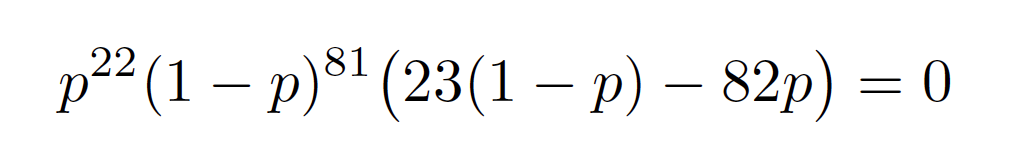 p^{22}(1 − p)^{81}(23(1 − p) − 82p) = 0